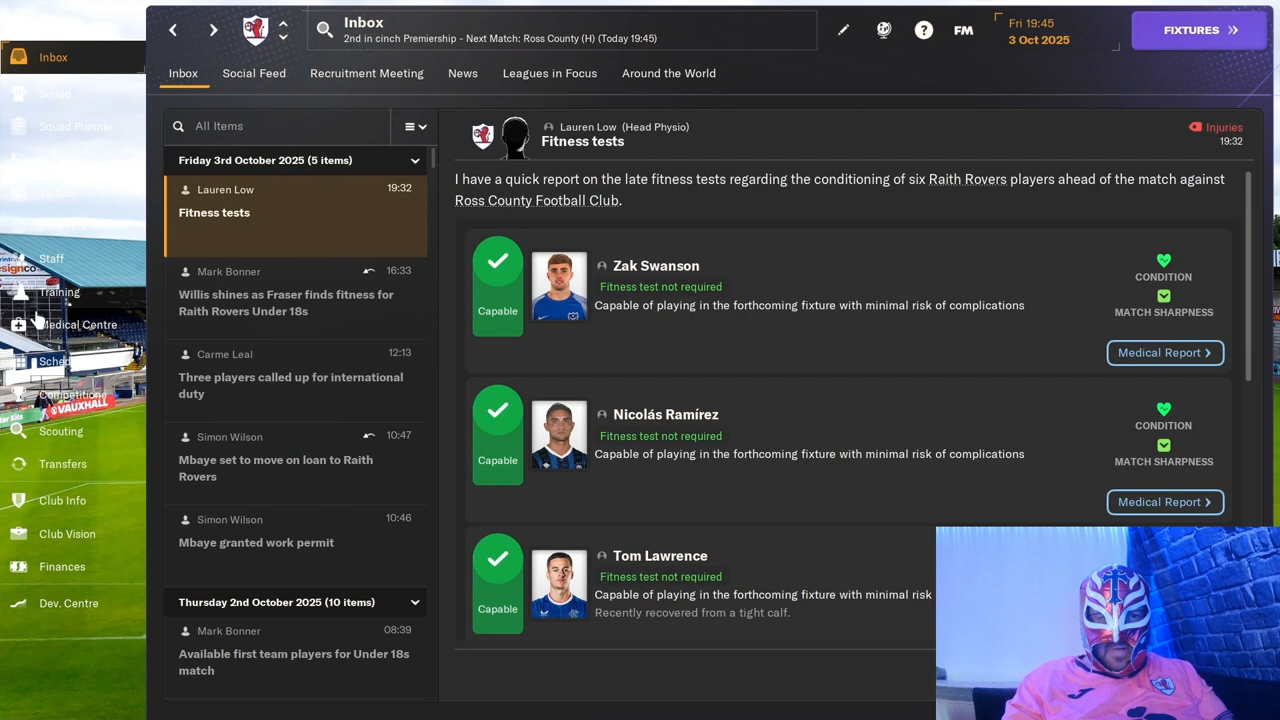 Inbox
2nd in cinch Premiership - Next Match: Ross County (H) (Today 19:45)
FM
Fri 19:45
3 Oct 2025
FIXTURES
Inbox
Social Feed
Recruitment Meeting
News
Leagues in Focus
Around the World
Inbox
Squad
Squad Planner
Staff
Training
Medical Centre
Sched
Competitions
VAUXHALL
Scouting
Transfers
Club Info
Club Vision
Finances
Dev. Centre
All Items
Friday 3rd October 2025 (5 items)
Lauren Low 19:32
Fitness tests
Mark Bonner 16:33
Willis shines as Fraser finds fitness for
Raith Rovers Under 18s
Carme Leal 12:13
Three players called up for international
duty
Simon Wilson 10:47
Mbaye set to move on loan to Raith
Rovers
Simon Wilson 10:46
Mbaye granted work permit
Thursday 2nd October 2025 (10 items)
Mark Bonner 08:39
Available first team players for Under 18s
match
Lauren Low (Head Physio)
Fitness tests
Injuries
19:32
I have a quick report on the late fitness tests regarding the conditioning of six Raith Rovers players ahead of the match against
Ross County Football Club.
Capable
Zak Swanson
Fitness test not required
Capable of playing in the forthcoming fixture with minimal risk of complications
CONDITION
MATCH SHARPNESS
Medical Report
Capable
Nicolás Ramírez
Fitness test not required
Capable of playing in the forthcoming fixture with minimal risk of complications
CONDITION
MATCH SHARPNESS
Medical Report
Capable
Tom Lawrence
Fitness test not required
Capable of playing in the forthcoming fixture with minimal risk
Recently recovered from a tight calf.